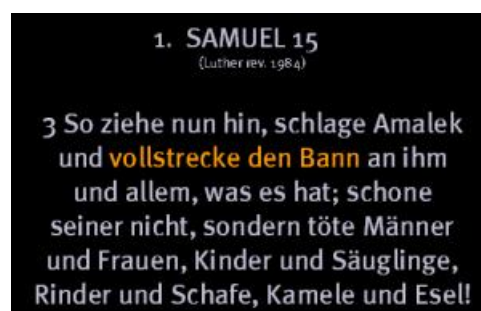 1. SAMUEL 15
(Luther rev. 1984)
3 So ziehe nun hin, schlage Amalek
und vollstrecke den Bann an ihm
und allem, was es hat; schone
seiner nicht, sondern töte Männer
und Frauen, Kinder und Säuglinge,
Rinder und Schafe, Kamele und Esel!